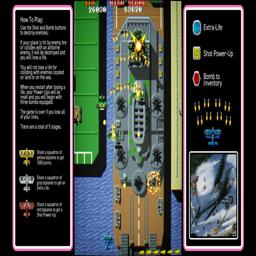 How To Play:
Use the Shot and Bomb buttons
to destroy enemies.
If your plane is hit by enemy fire
or collides with an airborne
enemy, it will be destroyed and
you will lose a life.
You will not lose a life for
colliding with enemies located
on land or on the sea.
When you restart after losing a
life, your Power-Ups will be
reset and you will begin with
three bombs equipped.
The game is over if you lose all
of your lives.
There are a total of 5 stages.
Shoot a squadron of
yellow biplanes to get
1000 points.
Shoot a squadron of
gray biplanes to get an
Extra-Life.
Shoot a squadron of
red biplanes to get a
Shot Power-Up.
HIGH SCORE
26030
53620
Extra-Life
Shot Power-Up
Bomb to
inventory